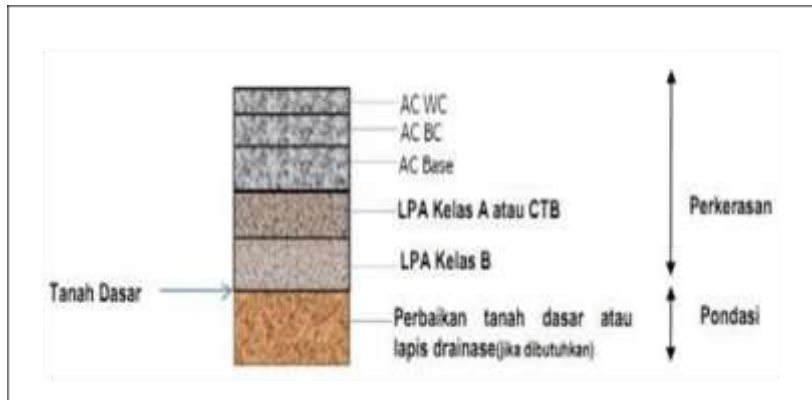 AC WC
AC BC
AC Base
LPA Kelas A atau CTB
Perkerasan
LPA Kelas B
Tanah Dasar
Perbaikan tanah dasar atau
lapis drainase(jika dibutuhkan)
Pondasi